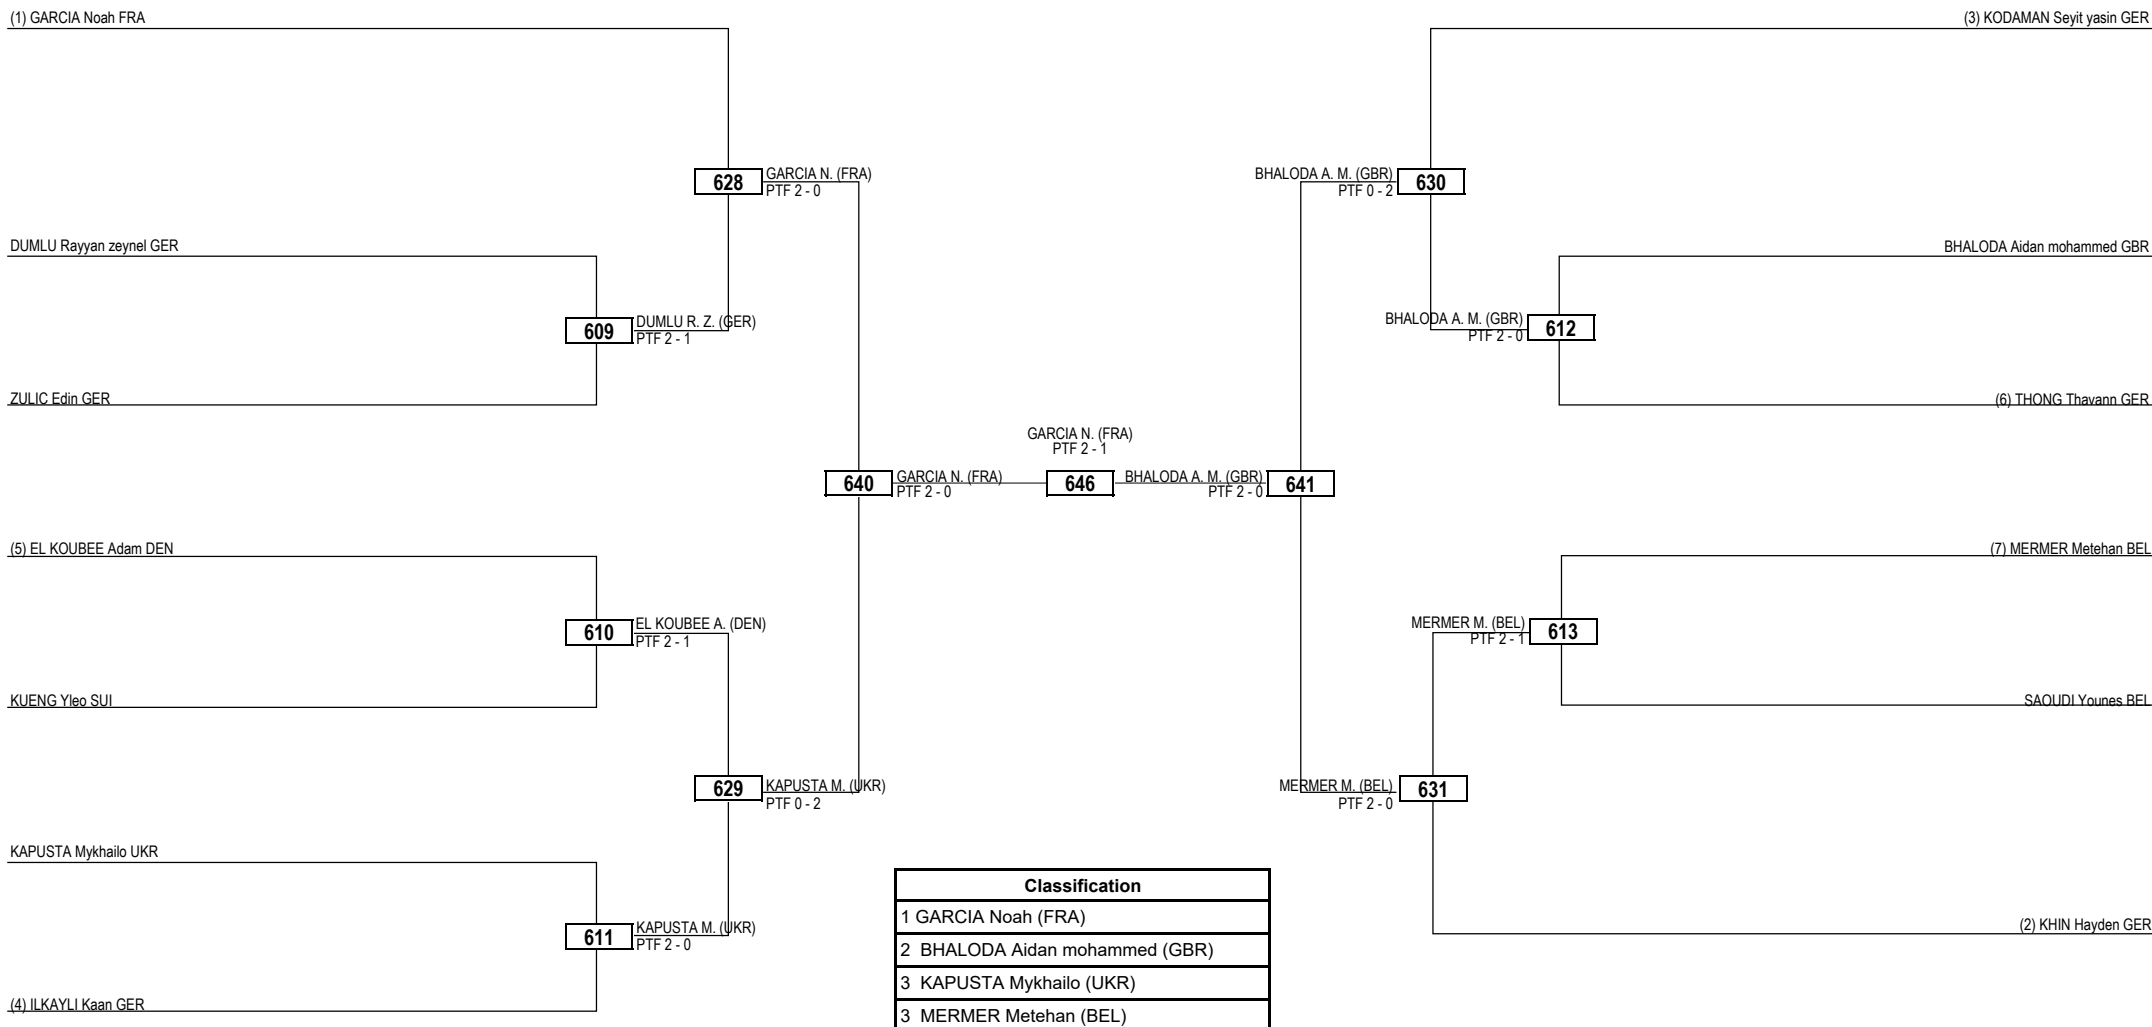 (1) GARCIA Noah FRA
(3) KODAMAN Seyit yasin GER
628
GARCIA N. (FRA)
PTF 2 - 0
BHALODA A. M. (GBR)
PTF 0 - 2
630
DUMLU Rayyan zeynel GER
BHALODA Aidan mohammed GBR
609
DUMLU R. Z. (GER)
PTF 2 - 1
BHALODA A. M. (GBR)
PTF 2 - 0
612
ZULIC Edin GER
(6) THONG Thavann GER
GARCIA N. (FRA)
PTF 2 - 1
640
GARCIA N. (FRA)
PTF 2 - 0
646
BHALODA A. M. (GBR)
PTF 2 - 0
641
(5) EL KOUBEE Adam DEN
(7) MERMER Metehan BEL
610
EL KOUBEE A. (DEN)
PTF 2 - 1
MERMER M. (BEL)
PTF 2 - 1
613
KUENG Yleo SUI
SAOUDI Younes BEL
629
KAPUSTA M. (UKR)
PTF 0 - 2
MERMER M. (BEL)
PTF 2 - 0
631
KAPUSTA Mykhailo UKR
611
KAPUSTA M. (UKR)
PTF 2 - 0
(2) KHIN Hayden GER
(4) ILKAYLI Kaan GER
Classification
1 GARCIA Noah (FRA)
2 BHALODA Aidan mohammed (GBR)
3 KAPUSTA Mykhailo (UKR)
3 MERMER Metehan (BEL)